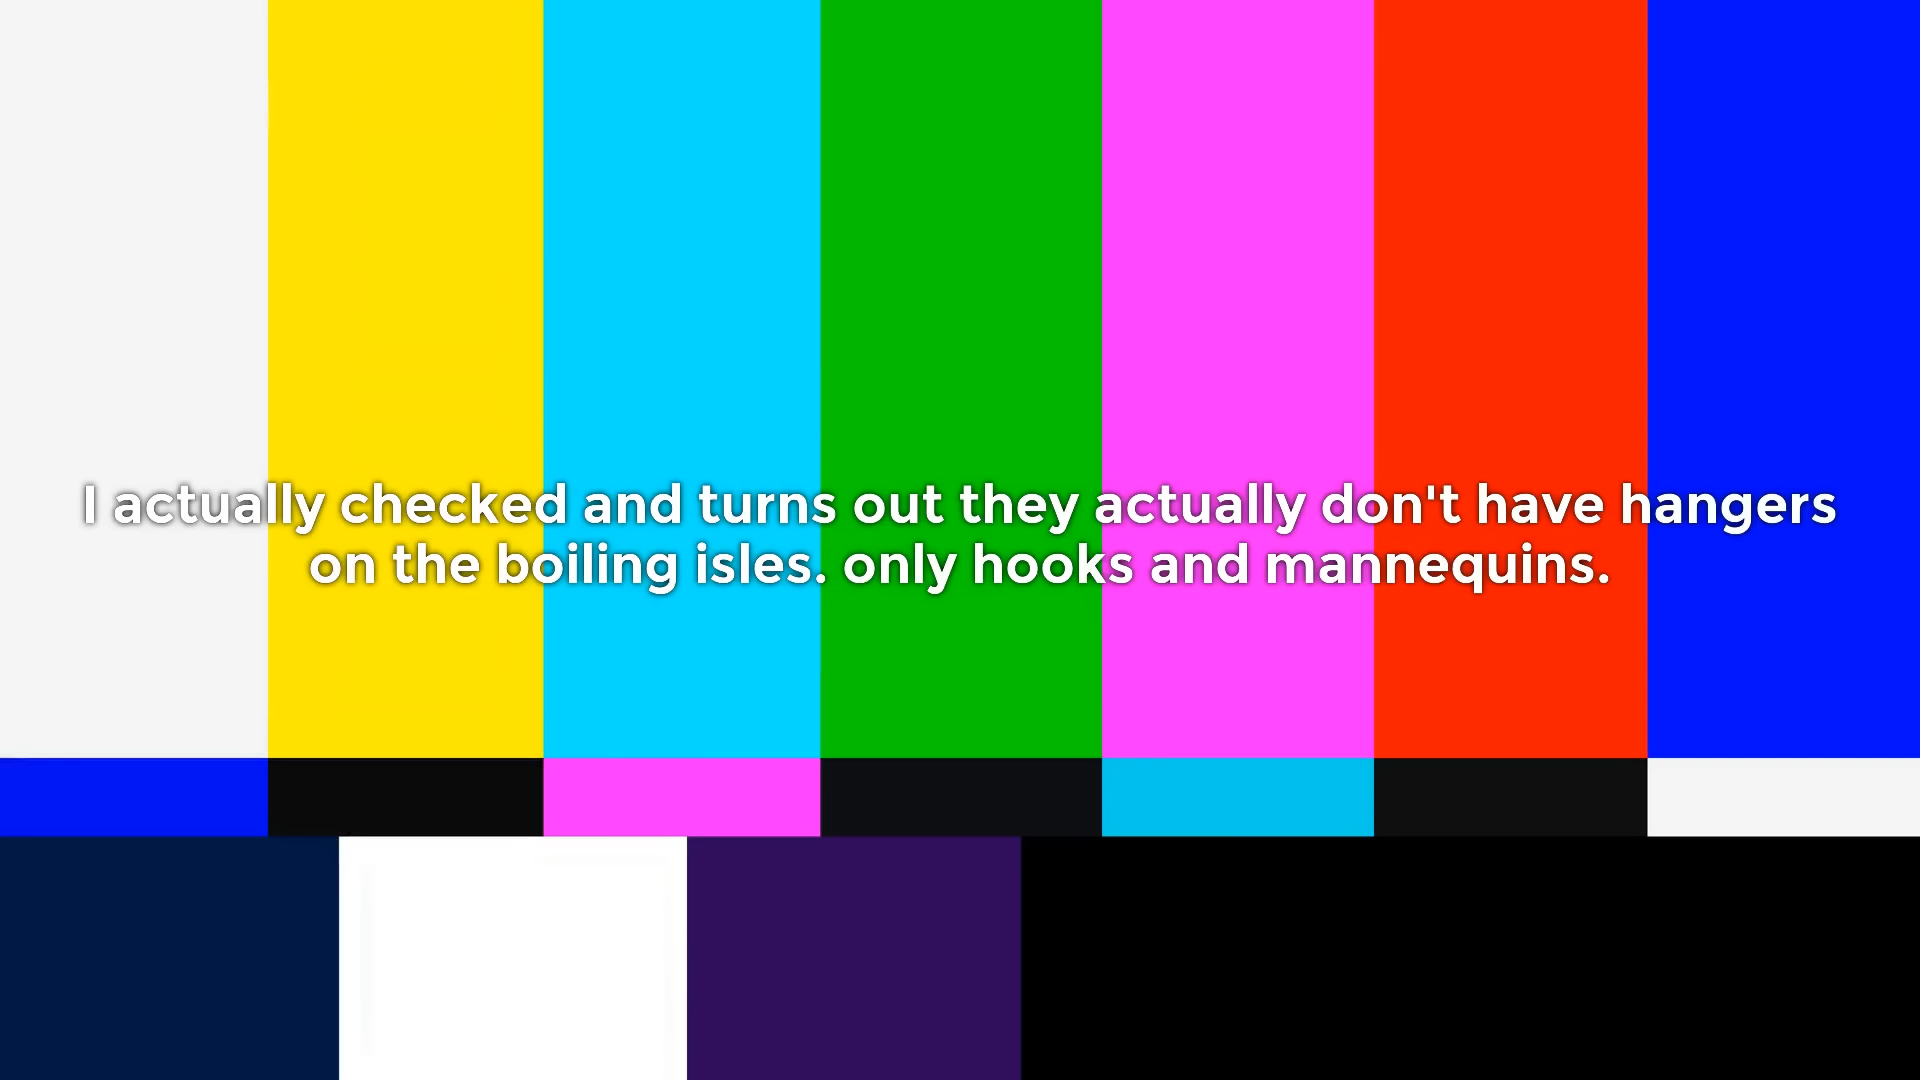 I actually checked and turns out they actually don't have hangers
on the boiling isles. only hooks and mannequins.